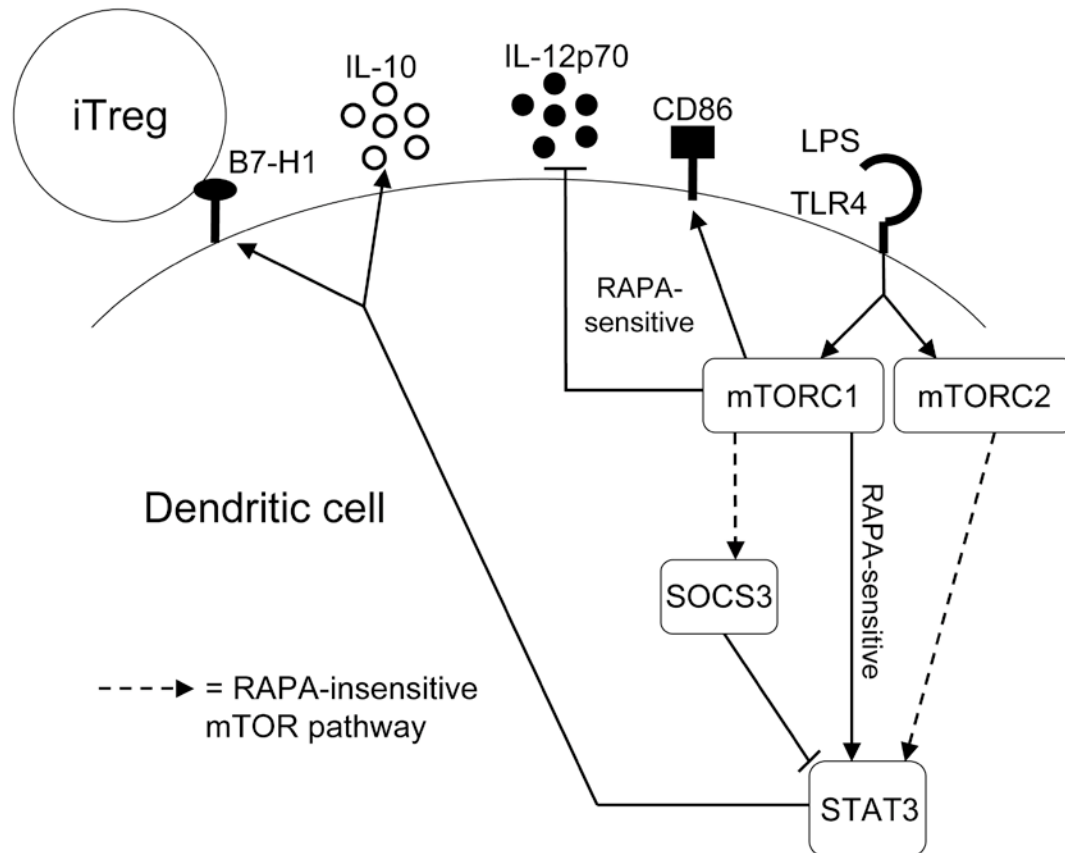 iTreg
B7-H1
IL-10
IL-12p70
CD86
LPS
TLR4
RAPA-
sensitive
mTORC1
mTORC2
Dendritic cell
RAPA-sensitive
SOCS3
= RAPA-insensitive
mTOR pathway
STAT3